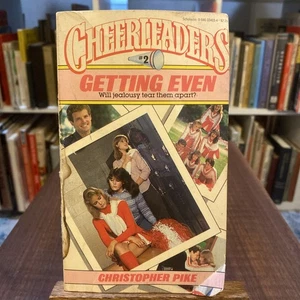 CHEERLEADERS
#2
GETTING EVEN
Will jealousy tear them apart?
CHRISTOPHER PIKE